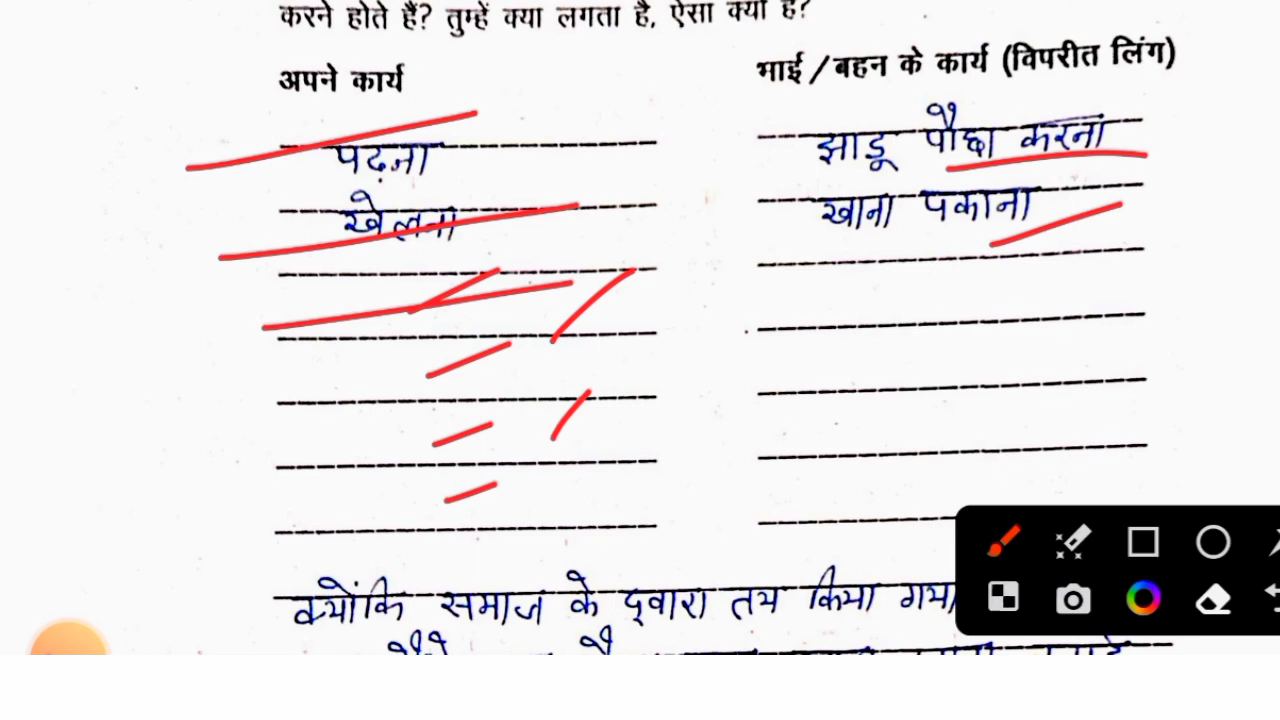 करने होते हैं? तुम्हें क्या लगता है, ऐसा क्यों है?
अपने कार्य
भाई / बहन के कार्य (विपरीत लिंग)
पढ़ना
झाडू पौछा करना
खेलना
खाना पकाना
क्योंकि समाज के द्वारा तय किया गया